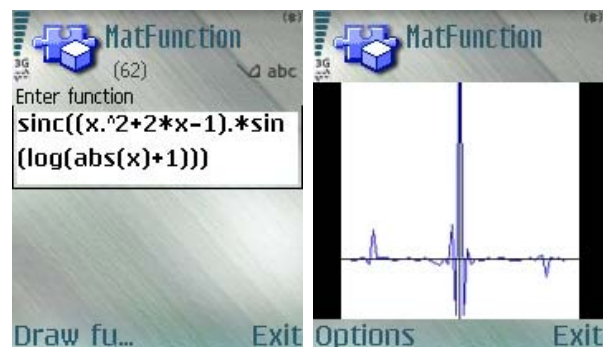 MatFunction
3G
(62)
abc
Enter function
sinc((x.^2+2*x-1).*sin
(log(abs(x)+1)))
Draw fu...
Exit
MatFunction
3G
Options
Exit